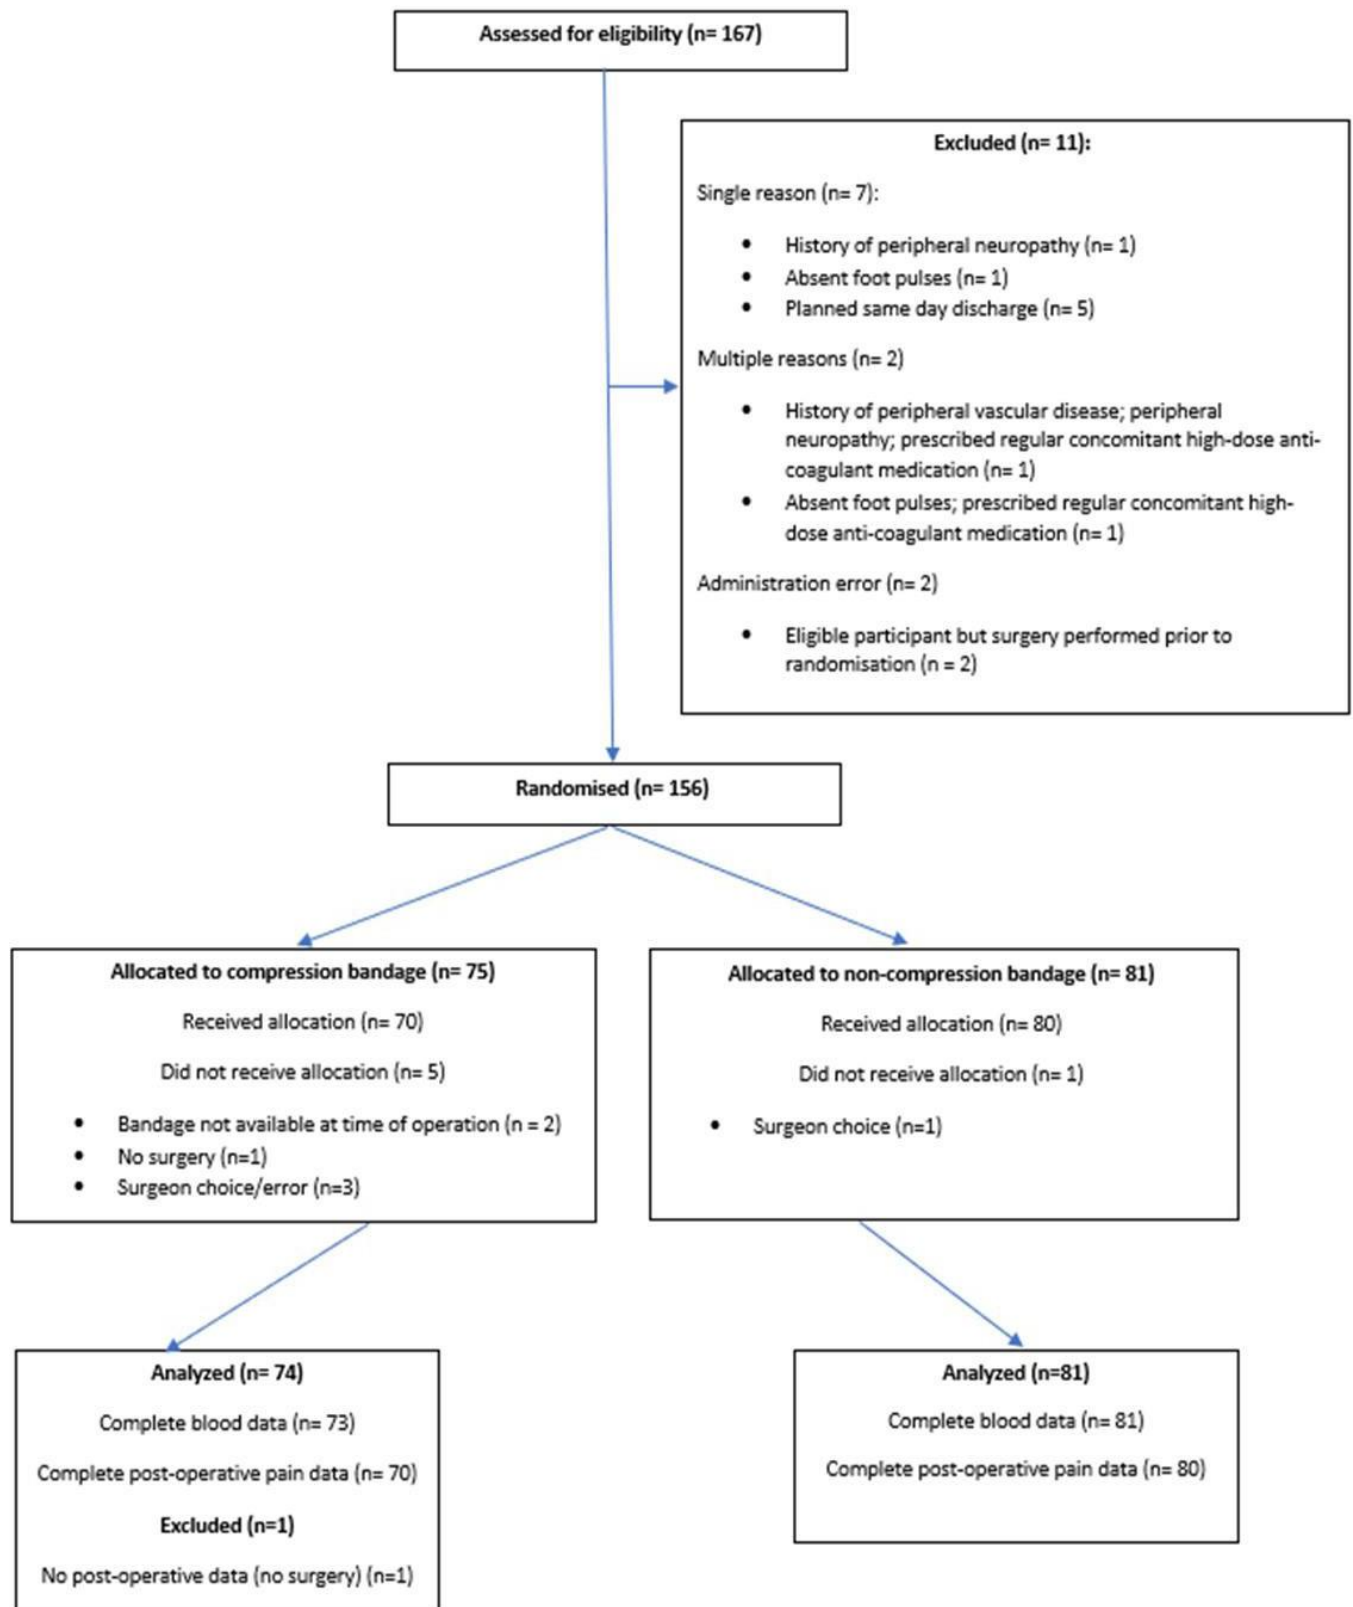 Assessed for eligibility (n= 167)
Excluded (n= 11):
Single reason (n= 7):
• History of peripheral neuropathy (n= 1)
• Absent foot pulses (n= 1)
• Planned same day discharge (n= 5)
Multiple reasons (n= 2)
• History of peripheral vascular disease; peripheral
neuropathy; prescribed regular concomitant high-dose anti-
coagulant medication (n= 1)
• Absent foot pulses; prescribed regular concomitant high-
dose anti-coagulant medication (n= 1)
Administration error (n= 2)
• Eligible participant but surgery performed prior to
randomisation (n = 2)
Randomised (n= 156)
Allocated to compression bandage (n= 75)
Received allocation (n= 70)
Did not receive allocation (n= 5)
• Bandage not available at time of operation (n = 2)
• No surgery (n=1)
• Surgeon choice/error (n=3)
Allocated to non-compression bandage (n= 81)
Received allocation (n= 80)
Did not receive allocation (n= 1)
• Surgeon choice (n=1)
Analyzed (n= 74)
Complete blood data (n= 73)
Complete post-operative pain data (n= 70)
Excluded (n=1)
No post-operative data (no surgery) (n=1)
Analyzed (n=81)
Complete blood data (n= 81)
Complete post-operative pain data (n= 80)